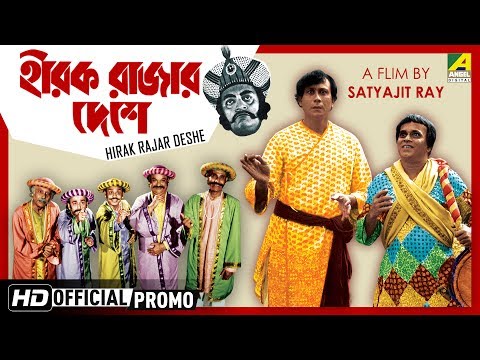 হীরক রাজার
দেশে
HIRAK RAJAR DESHE
A FLIM BY
SATYAJIT RAY
ANGEL
DIGITAL
HD OFFICIAL PROMO